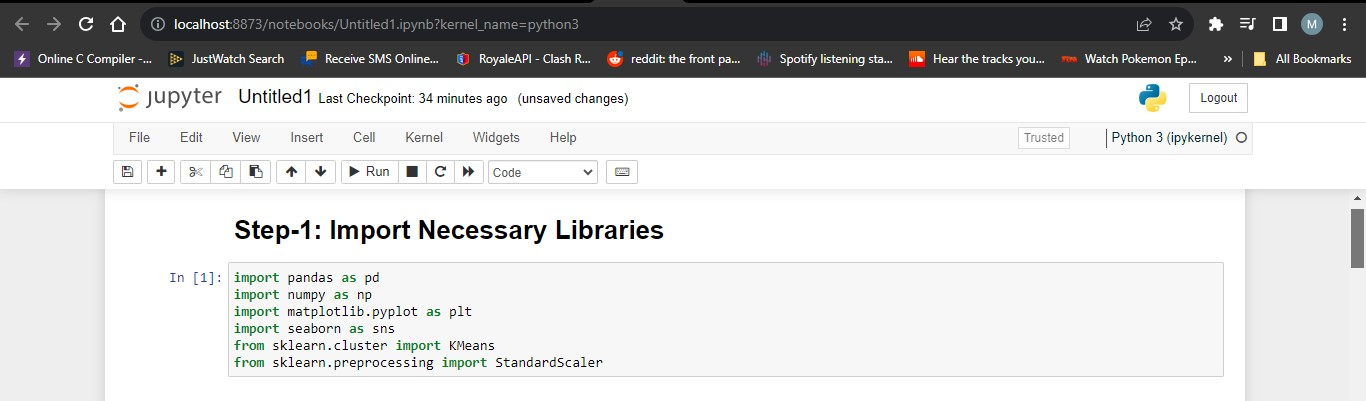 localhost:8873/notebooks/Untitled1.ipynb?kernel_name=python3
M
Online C Compiler -... JustWatch Search Receive SMS Online... RoyaleAPI - Clash R... reddit: the front pa... Spotify listening sta... Hear the tracks you... Watch Pokemon Ep... » All Bookmarks
jupyter Untitled1 Last Checkpoint: 34 minutes ago (unsaved changes) Logout
File Edit View Insert Cell Kernel Widgets Help Trusted Python 3 (ipykernel)
Run Code
Step-1: Import Necessary Libraries
In [1]: import pandas as pd
import numpy as np
import matplotlib.pyplot as plt
import seaborn as sns
from sklearn.cluster import KMeans
from sklearn.preprocessing import StandardScaler